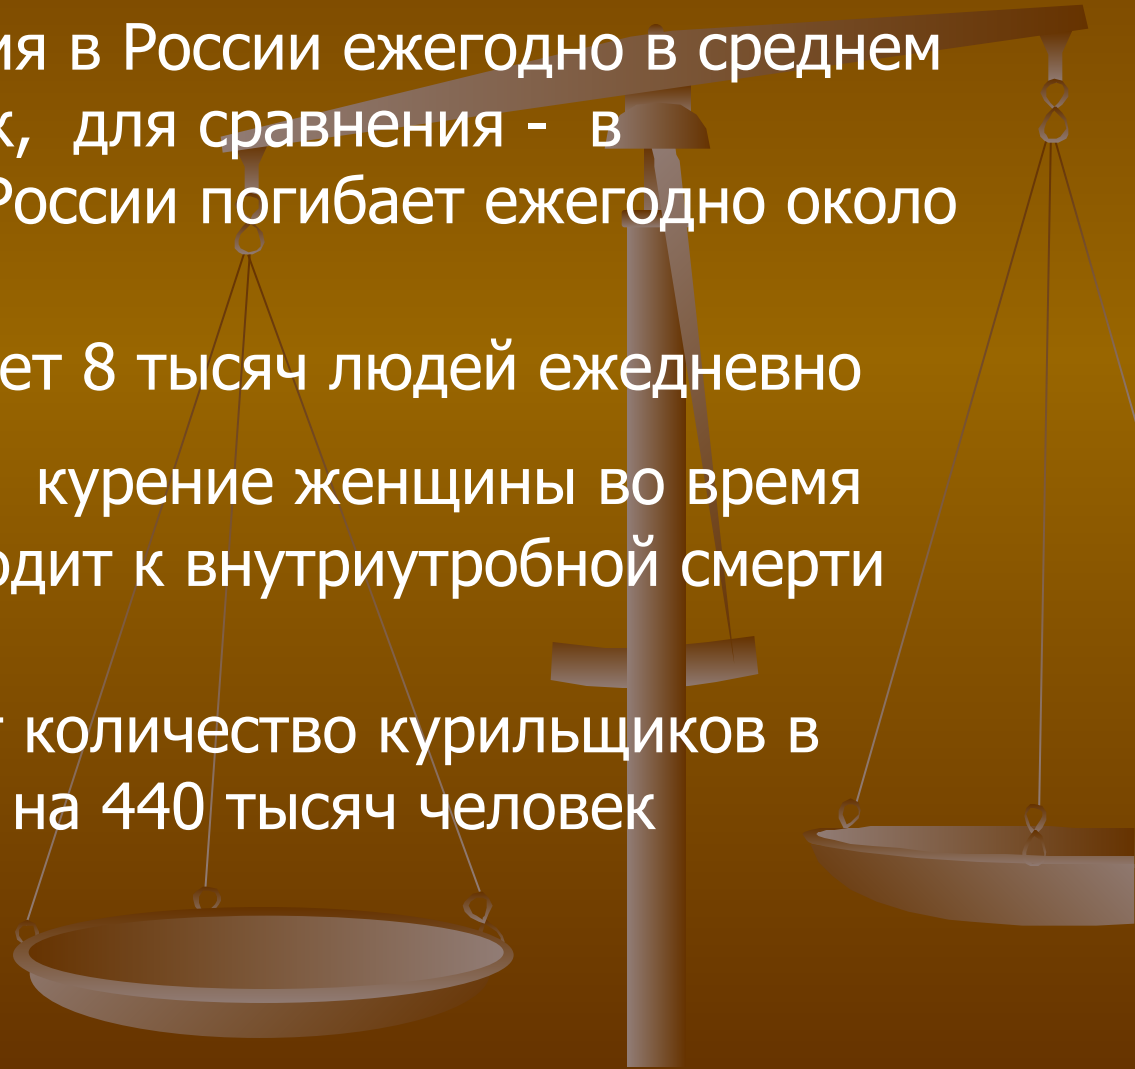 ия в России ежегодно в среднем
к, для сравнения - в
России погибает ежегодно около
ет 8 тысяч людей ежедневно
курение женщины во время
одит к внутриутробной смерти
т количество курильщиков в
на 440 тысяч человек